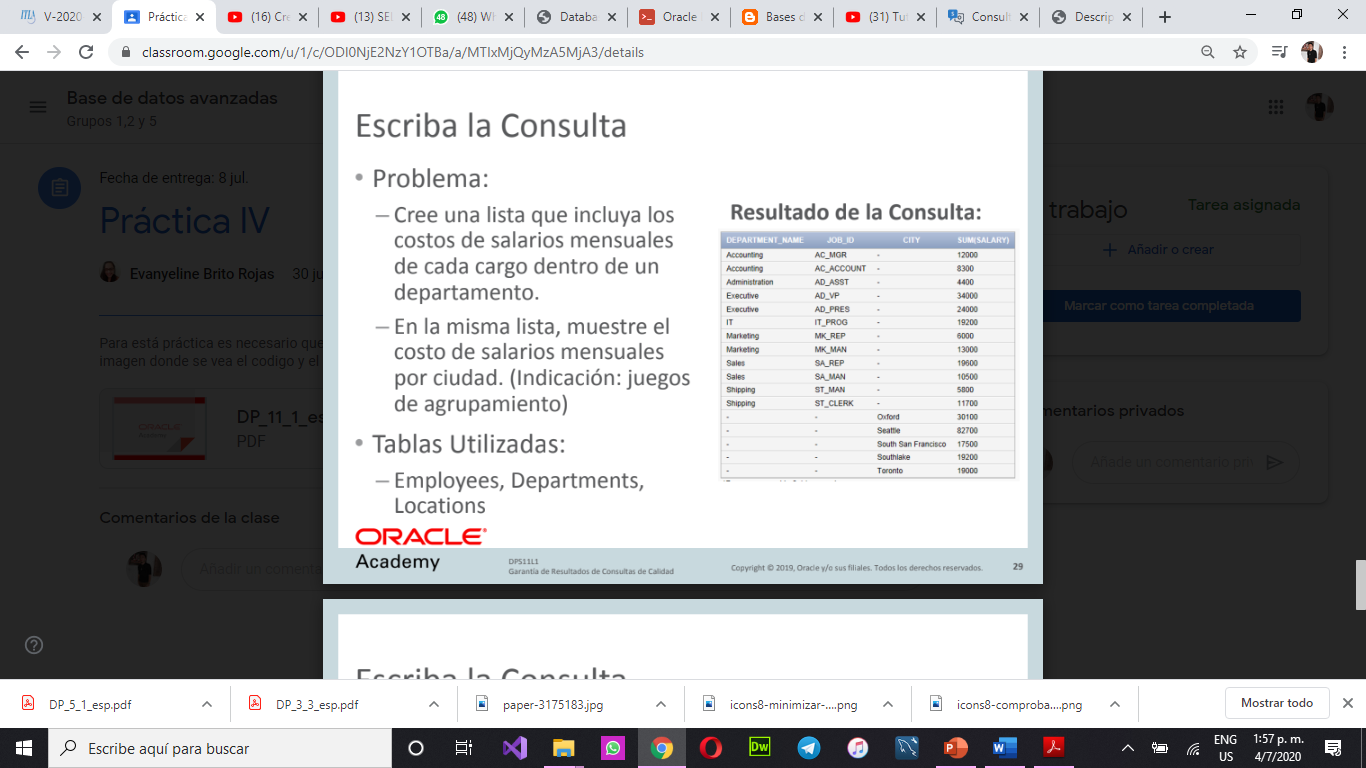 V-2020
Práctica
(16) Cre
(13) SEL
(48) Wh
Databa
Oracle
Bases d
(31) Tut
Consult
Descrip
classroom.google.com/u/1/c/ODI0NjE2NzY1OTBa/a/MTIxMjQyMzA5MjA3/details
Base de datos avanzadas
Grupos 1,2 y 5
Fecha de entrega: 8 jul.
Práctica IV
Evanyeline Brito Rojas 30 ju
Para está práctica es necesario que
imagen donde se vea el codigo y el
DP_11_1_es
PDF
Comentarios de la clase
Añadir un comenta
Escriba la Consulta
• Problema:
– Cree una lista que incluya los
costos de salarios mensuales
de cada cargo dentro de un
departamento.
– En la misma lista, muestre el
costo de salarios mensuales
por ciudad. (Indicación: juegos
de agrupamiento)
• Tablas Utilizadas:
– Employees, Departments,
Locations
Resultado de la Consulta:
DEPARTMENT_NAME JOB_ID CITY SUM(SALARY)
Accounting AC_MGR - 12000
Accounting AC_ACCOUNT - 8300
Administration AD_ASST - 4400
Executive AD_VP - 34000
Executive AD_PRES - 24000
IT IT_PROG - 19200
Marketing MK_REP - 6000
Marketing MK_MAN - 13000
Sales SA_REP - 19600
Sales SA_MAN - 10500
Shipping ST_MAN - 5800
Shipping ST_CLERK - 11700
- - Oxford 30100
- - Seattle 82700
- - South San Francisco 17500
- - Southlake 19200
- - Toronto 19000
ORACLE
Academy
DPS11L1
Garantía de Resultados de Consultas de Calidad
Copyright © 2019, Oracle y/o sus filiales. Todos los derechos reservados.
29
trabajo
Tarea asignada
+ Añadir o crear
Marcar como tarea completada
mentarios privados
Añade un comentario priv
Escriba la Consulta
DP_5_1_esp.pdf
DP_3_3_esp.pdf
paper-3175183.jpg
icons8-minimizar-....png
icons8-comproba....png
Mostrar todo
Escribe aquí para buscar
Dw
ENG
US
1:57 p. m.
4/7/2020